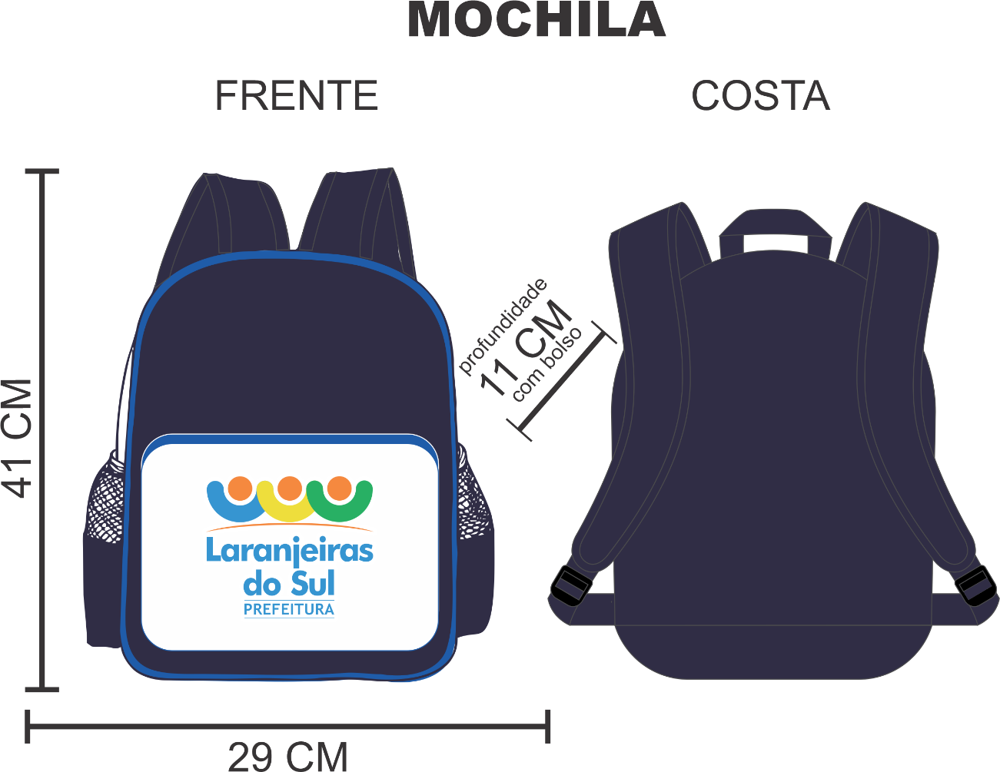 MOCHILA
FRENTE
COSTA
profundidade
11 CM
com bolso
41 CM
Laranjeiras
do Sul
PREFEITURA
29 CM